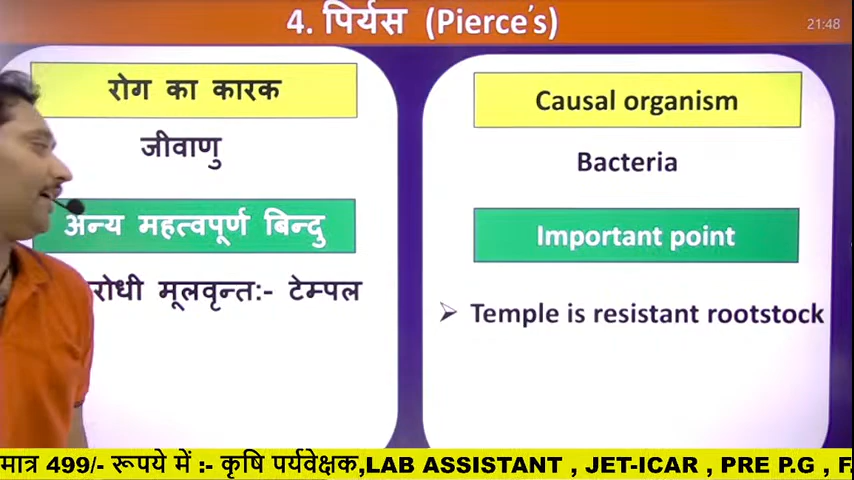 4. पिर्यस (Pierce's)
21:48
रोग का कारक
जीवाणु
अन्य महत्वपूर्ण बिन्दु
रोधी मूलवृन्त:- टेम्पल
Causal organism
Bacteria
Important point
➢ Temple is resistant rootstock
मात्र 499/- रूपये में :- कृषि पर्यवेक्षक,LAB ASSISTANT , JET-ICAR , PRE P.G , F